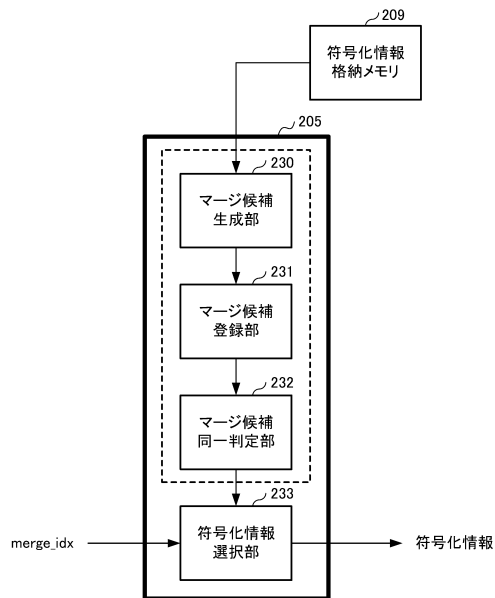 209
符号化情報
格納メモリ
205
230
マージ候補
生成部
231
マージ候補
登録部
232
マージ候補
同一判定部
233
merge_idx
符号化情報
選択部
符号化情報